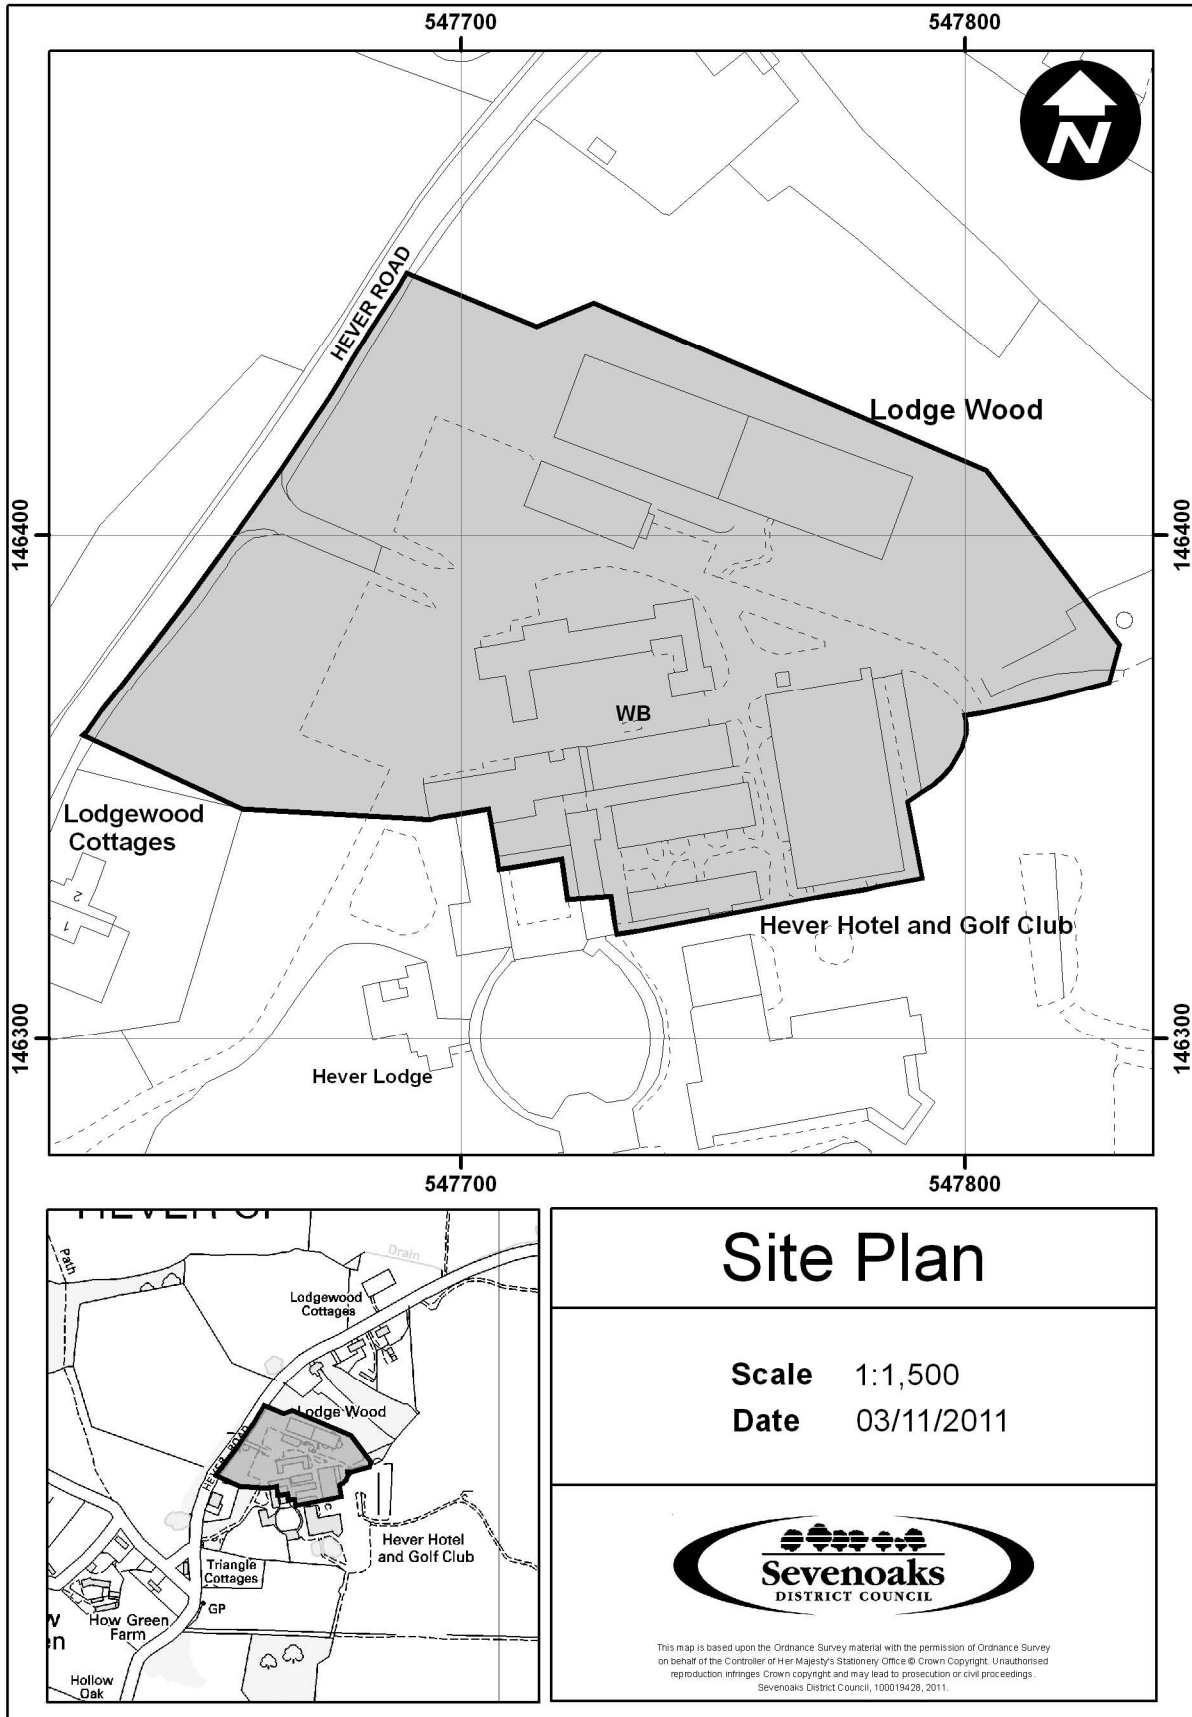 547700
547800
N
HEVER ROAD
Lodge Wood
146400
146400
WB
Lodgewood
Cottages
2
1
Hever Hotel and Golf Club
146300
146300
Hever Lodge
547700
547800
Path
Drain
Lodgewood
Cottages
Lodge Wood
HEVER ROAD
Hever Hotel
and Golf Club
Triangle
Cottages
GP
How Green
Farm
Hollow
Oak
Site Plan
Scale 1:1,500
Date 03/11/2011
Sevenoaks
DISTRICT COUNCIL
This map is based upon the Ordnance Survey material with the permission of Ordnance Survey
on behalf of the Controller of Her Majesty's Stationery Office © Crown Copyright. Unauthorised
reproduction infringes Crown copyright and may lead to prosecution or civil proceedings.
Sevenoaks District Council, 100019428, 2011.